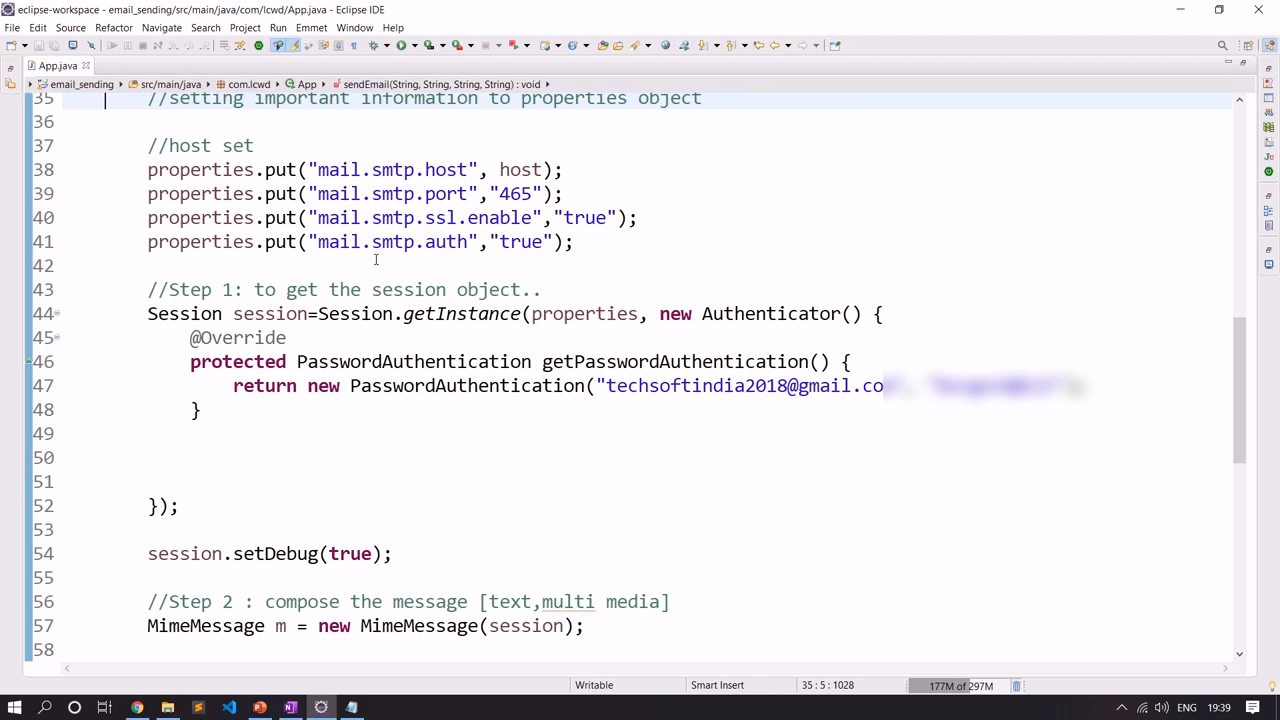 eclipse-workspace - email_sending/src/main/java/com/lcwd/App.java - Eclipse IDE
File Edit Source Refactor Navigate Search Project Run Window Help
App.java
email_sending src/main/java com.lcwd App sendEmail(String, String, String, String) : void
35 //setting important information to properties object
36
37 //host set
38 properties.put("mail.smtp.host", host);
39 properties.put("mail.smtp.port","465");
40 properties.put("mail.smtp.ssl.enable","true");
41 properties.put("mail.smtp.auth","true");
42
43 //Step 1: to get the session object..
44 Session session=Session.getInstance(properties, new Authenticator() {
45 @Override
46 protected PasswordAuthentication getPasswordAuthentication() {
47 return new PasswordAuthentication("techsoftindia2018@gmail.co
48 }
49
50
51
52 });
53
54 session.setDebug(true);
55
56 //Step 2 : compose the message [text,multi media]
57 MimeMessage m = new MimeMessage(session);
58
Writable Smart Insert 35 : 5 : 1028 177M of 297M
ENG 19:39